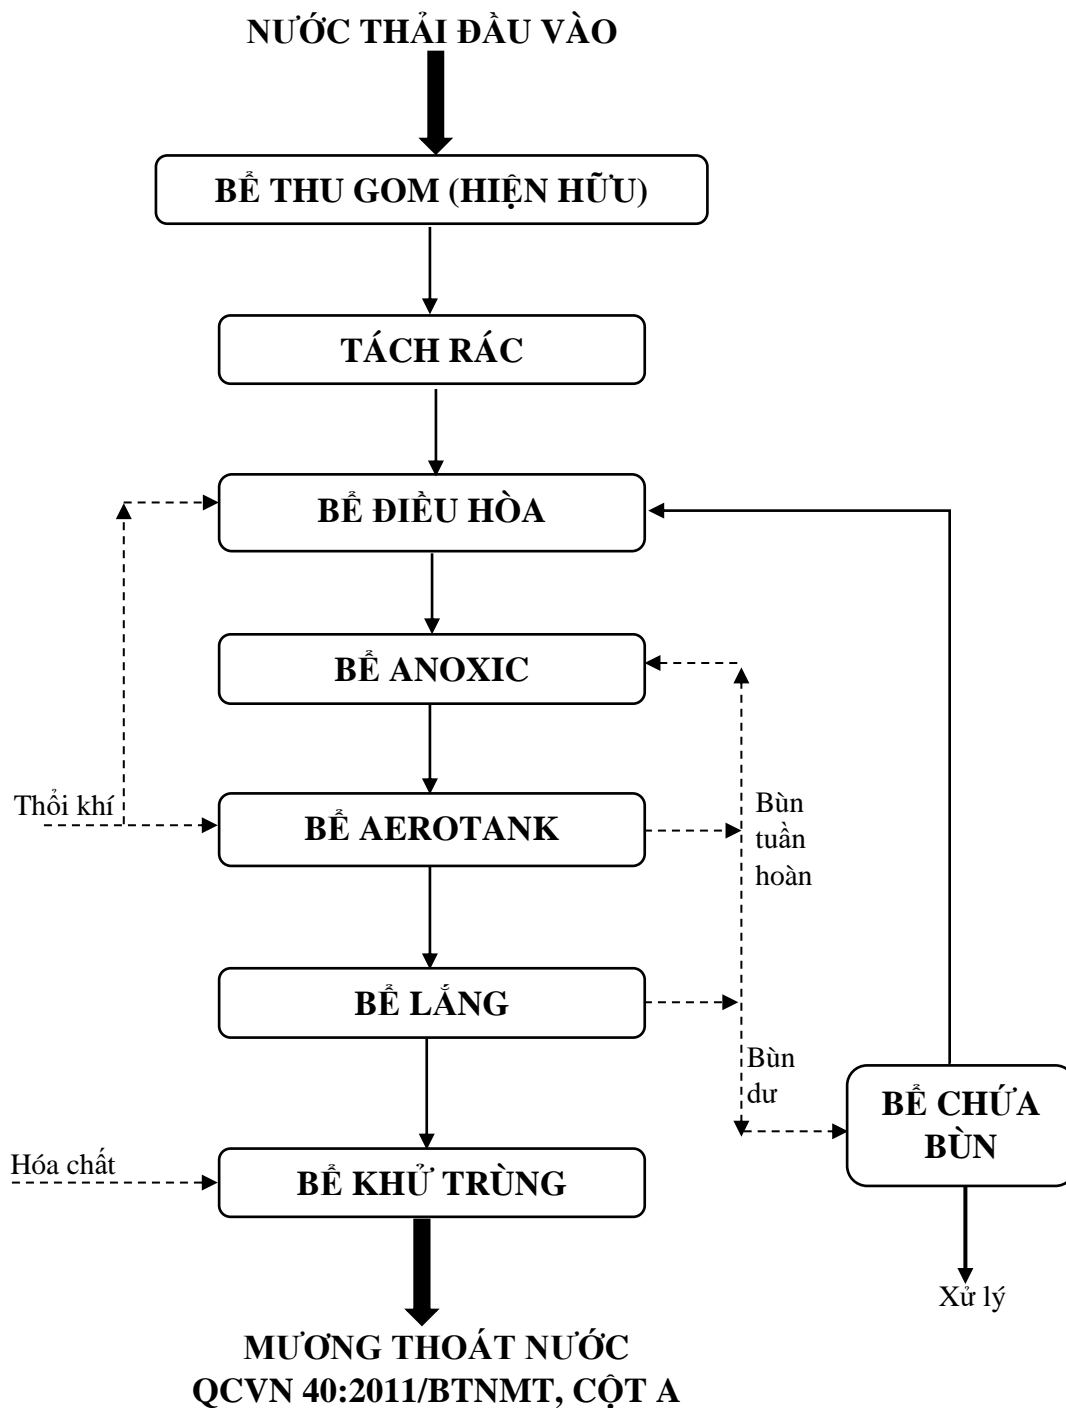 NƯỚC THẢI ĐẦU VÀO
BỂ THU GOM (HIỆN HỮU)
TÁCH RÁC
BỂ ĐIỀU HÒA
BỂ ANOXIC
Thổi khí
BỂ AEROTANK
Bùn
tuần
hoàn
BỂ LẮNG
Bùn
dư
BỂ CHỨA
BÙN
Hóa chất
BỂ KHỬ TRÙNG
Xử lý
MƯƠNG THOÁT NƯỚC
QCVN 40:2011/BTNMT, CỘT A